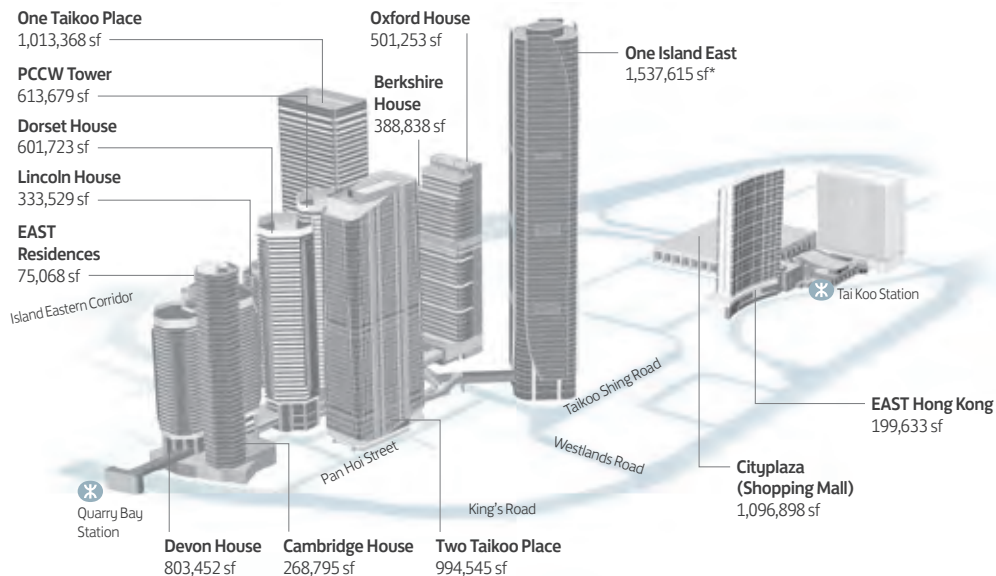 One Taikoo Place
1,013,368 sf
PCCW Tower
613,679 sf
Dorset House
601,723 sf
Lincoln House
333,529 sf
EAST
Residences
75,068 sf
Oxford House
501,253 sf
Berkshire
House
388,838 sf
One Island East
1,537,615 sf*
Island Eastern Corridor
Tai Koo Station
Taikoo Shing Road
EAST Hong Kong
199,633 sf
Westlands Road
Pan Hoi Street
Cityplaza
(Shopping Mall)
1,096,898 sf
King's Road
Quarry Bay
Station
Devon House
803,452 sf
Cambridge House
268,795 sf
Two Taikoo Place
994,545 sf